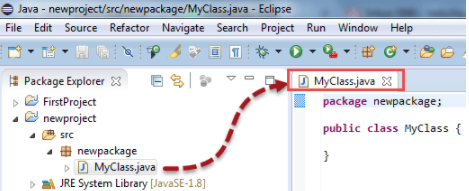 Java - newproject/src/newpackage/MyClass.java - Eclipse
File Edit Source Refactor Navigate Search Project Run Window Help
Package Explorer
FirstProject
newproject
src
newpackage
MyClass.java
JRE System Library [JavaSE-1.8]
MyClass.java
package newpackage;
public class MyClass {
}